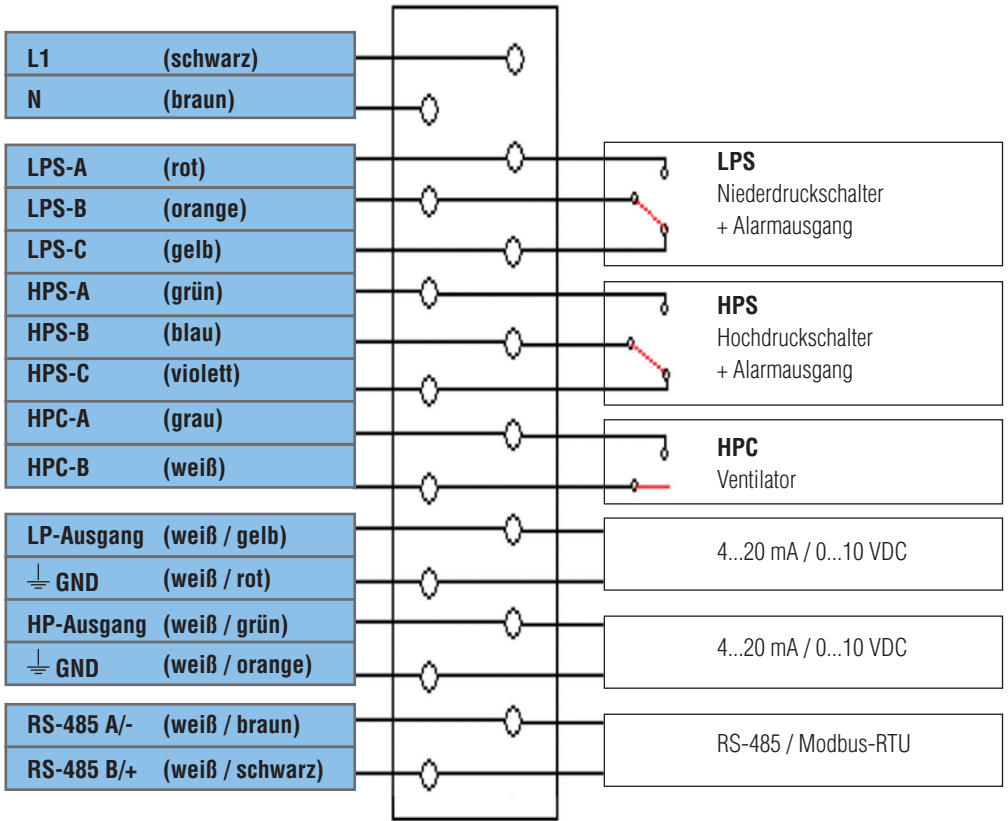 L1 (schwarz)
N (braun)
LPS-A (rot)
LPS-B (orange)
LPS-C (gelb)
HPS-A (grün)
HPS-B (blau)
HPS-C (violett)
HPC-A (grau)
HPC-B (weiß)
LP-Ausgang (weiß / gelb)
GND (weiß / rot)
HP-Ausgang (weiß / grün)
GND (weiß / orange)
RS-485 A/- (weiß / braun)
RS-485 B/+ (weiß / schwarz)
LPS
Niederdruckschalter
+ Alarmausgang
HPS
Hochdruckschalter
+ Alarmausgang
HPC
Ventilator
4...20 mA / 0...10 VDC
4...20 mA / 0...10 VDC
RS-485 / Modbus-RTU